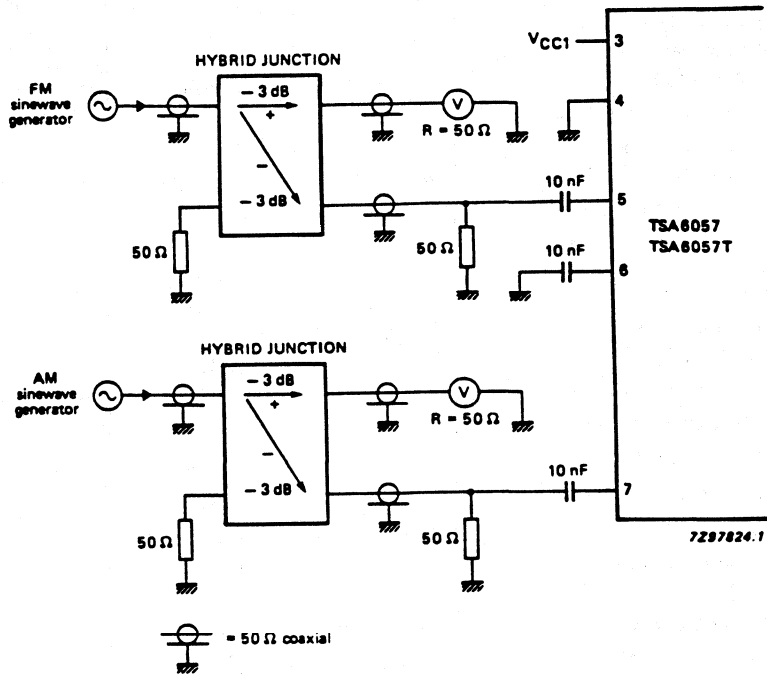 VCC1
3
HYBRID JUNCTION
FM
sinewave
generator
− 3 dB
+
V
R = 50 Ω
4
−
− 3 dB
10 nF
5
50 Ω
50 Ω
TSA6057
TSA6057T
10 nF
6
HYBRID JUNCTION
AM
sinewave
generator
− 3 dB
+
V
R = 50 Ω
−
− 3 dB
10 nF
7
50 Ω
50 Ω
7Z97824.1
= 50 Ω coaxial